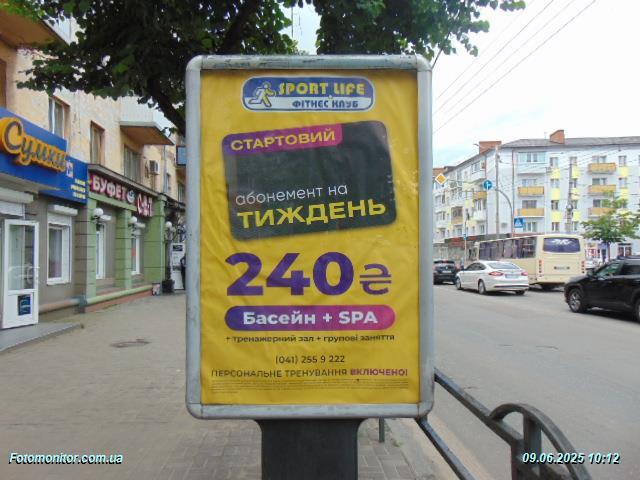 SPORT LIFE
ФІТНЕС КЛУБ
СТАРТОВИЙ
абонемент на
ТИЖДЕНЬ
240₴
Басейн + SPA
+ тренажерний зал + групові заняття
(041) 255 9 222
ПЕРСОНАЛЬНЕ ТРЕНУВАННЯ ВКЛЮЧЕНО!
Сумки
БУФЕТ
Fotomonitor.com.ua
09.06.2025 10:12